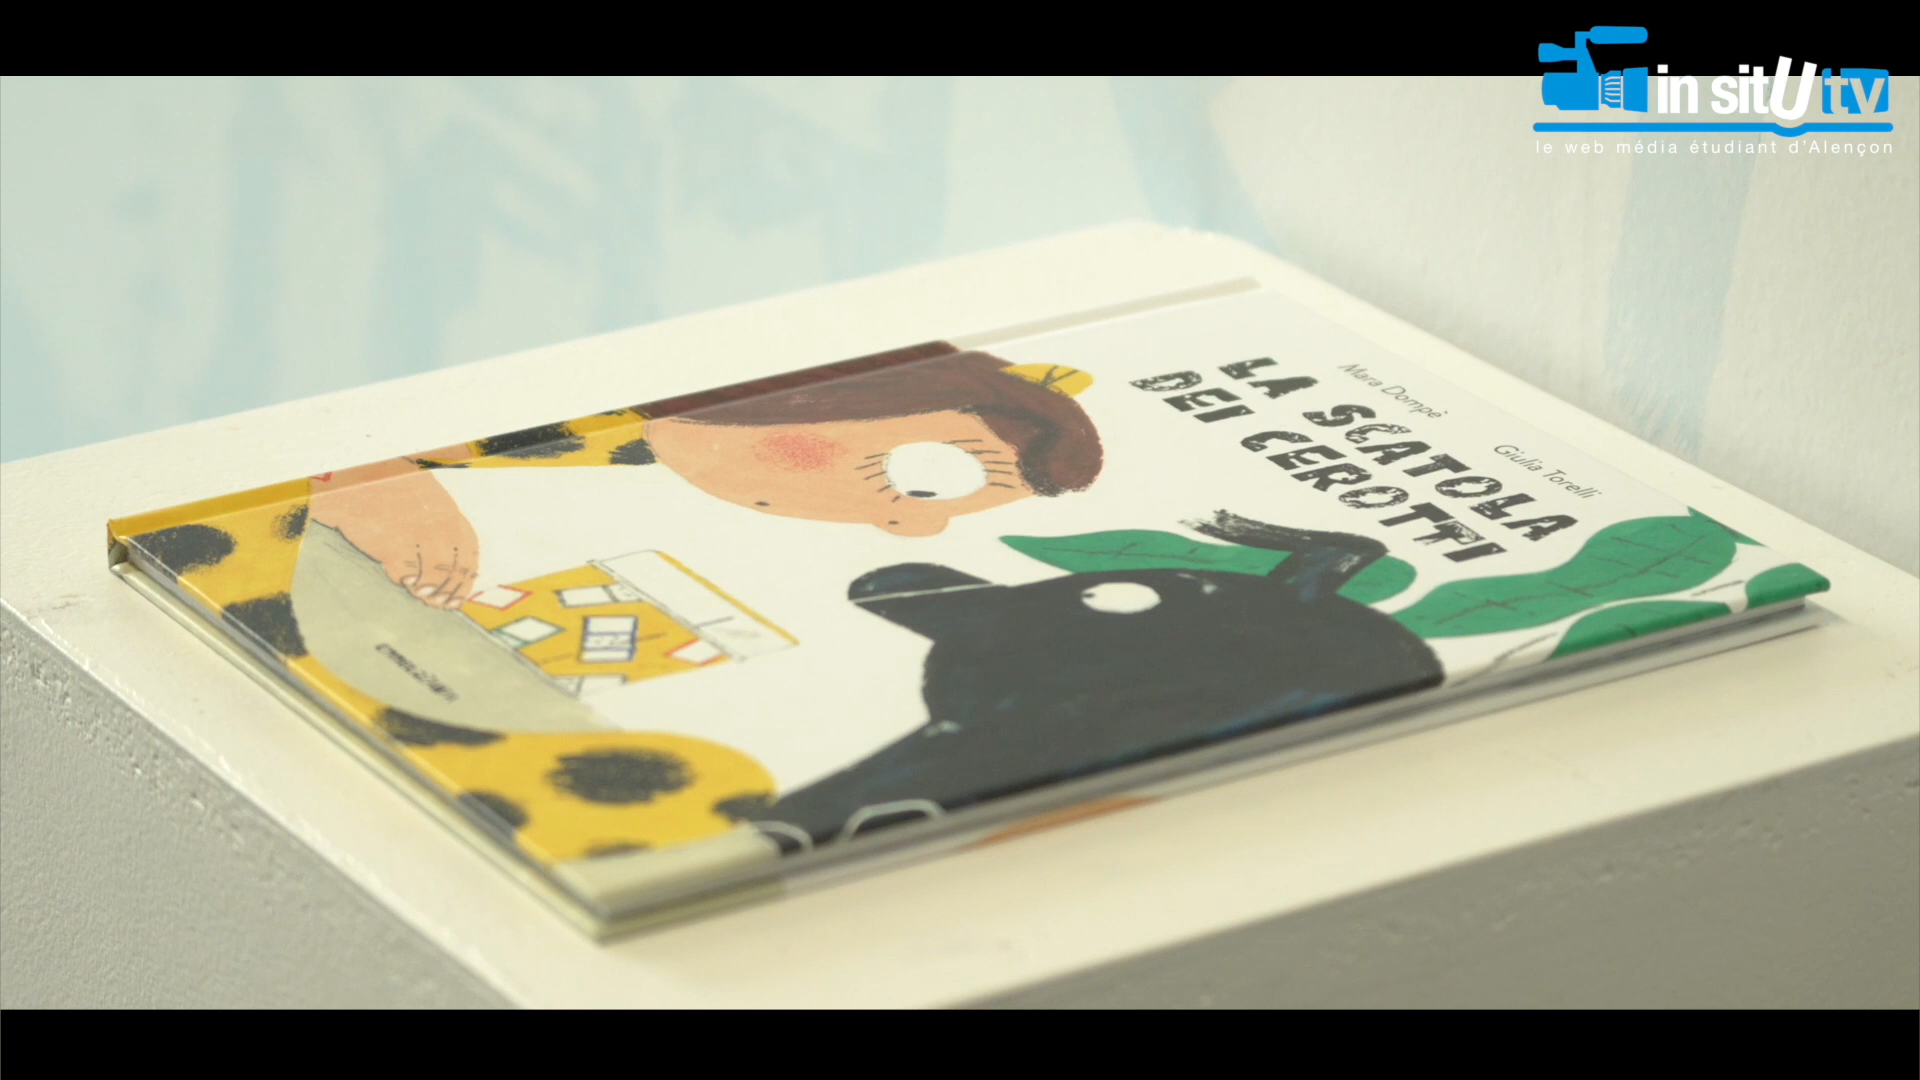 in sitU tv
le web média étudiant d'Alençon
Mara Dompè
Giulia Torelli
LA SCATOLA
DEI CEROTTI